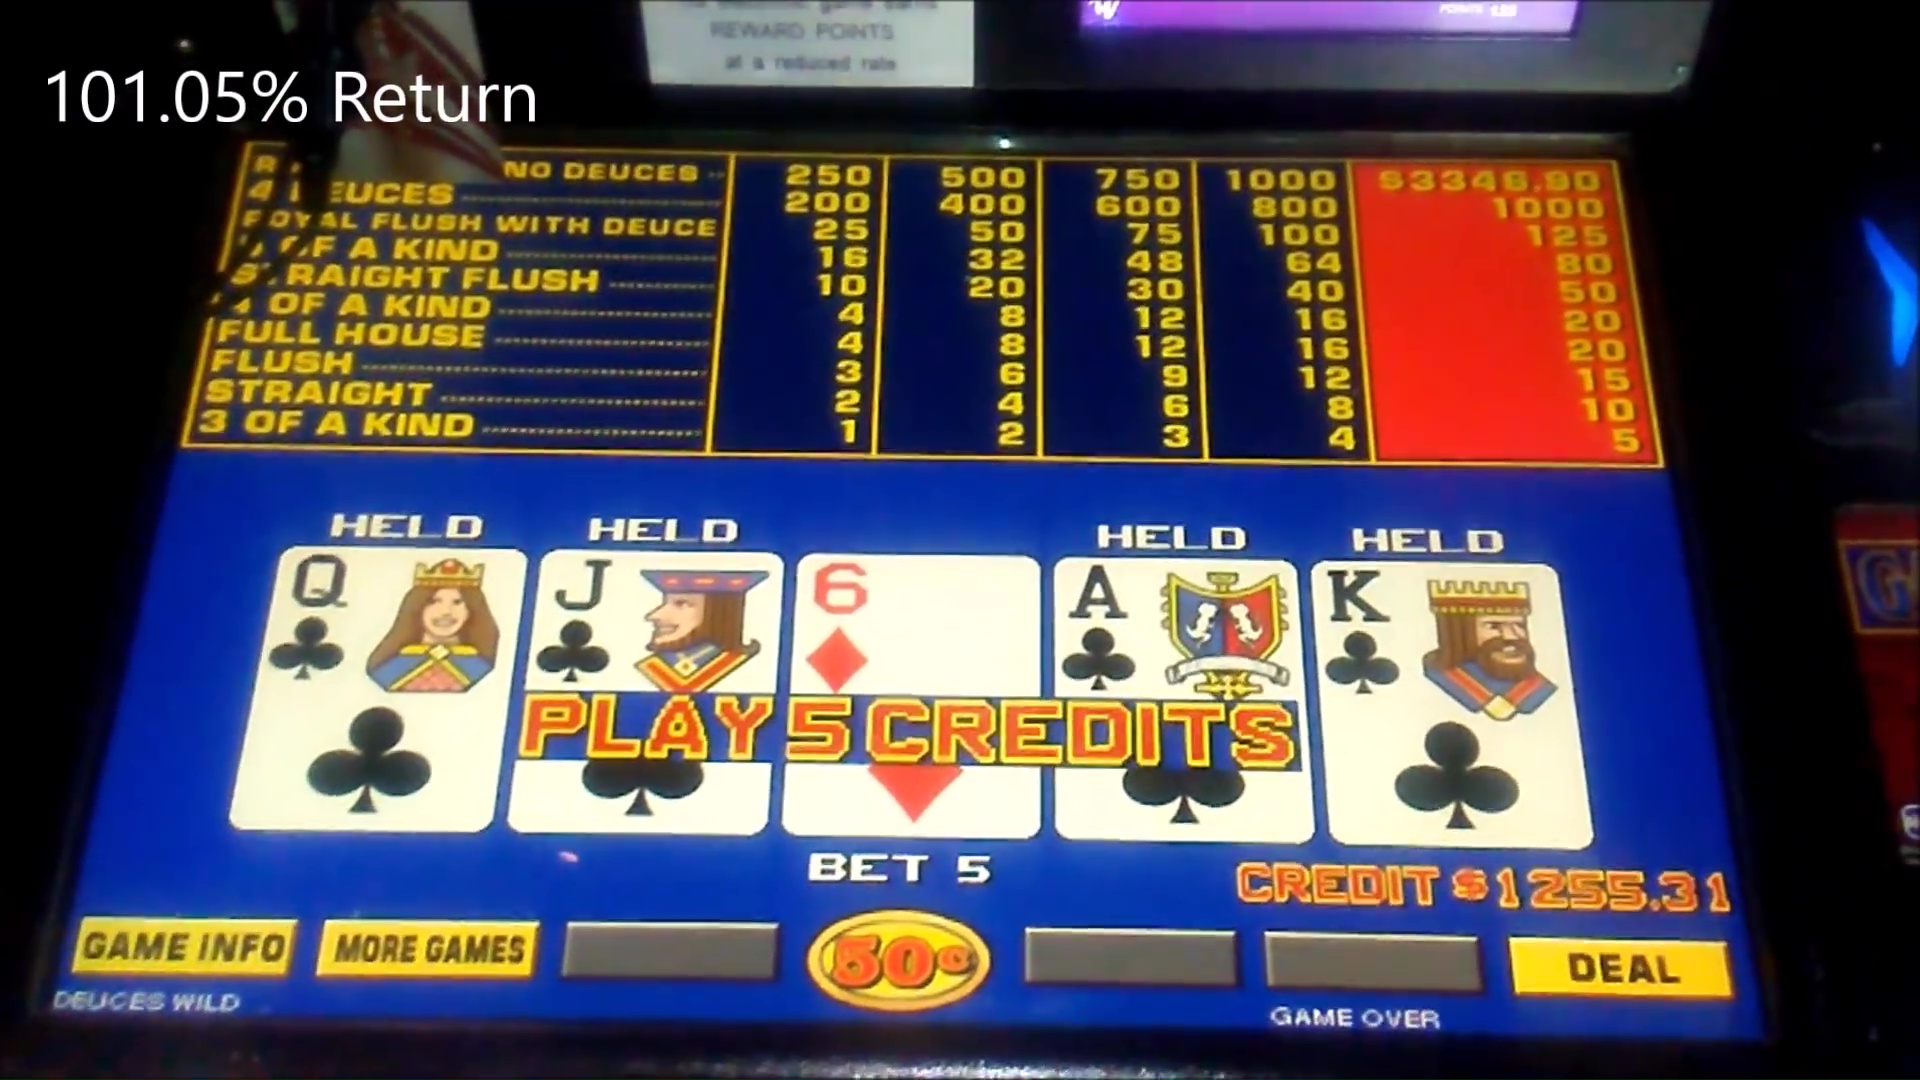 REWARD POINTS
at a reduced rate
101.05% Return
NO DEUCES 250 500 750 1000
4 DEUCES 200 400 600 800 1000
ROYAL FLUSH WITH DEUCE 25 50 75 100 125
OF A KIND 16 32 48 64 80
STRAIGHT FLUSH 10 20 30 40 50
4 OF A KIND 4 8 12 16 20
FULL HOUSE 4 8 12 16 20
FLUSH 3 6 9 12 15
STRAIGHT 2 4 6 8 10
3 OF A KIND 1 2 3 4 5
HELD HELD HELD HELD
Q J 6 A K
PLAY 5 CREDITS
BET 5
CREDIT $1255.31
GAME INFO MORE GAMES 50¢ DEAL
DEUCES WILD GAME OVER